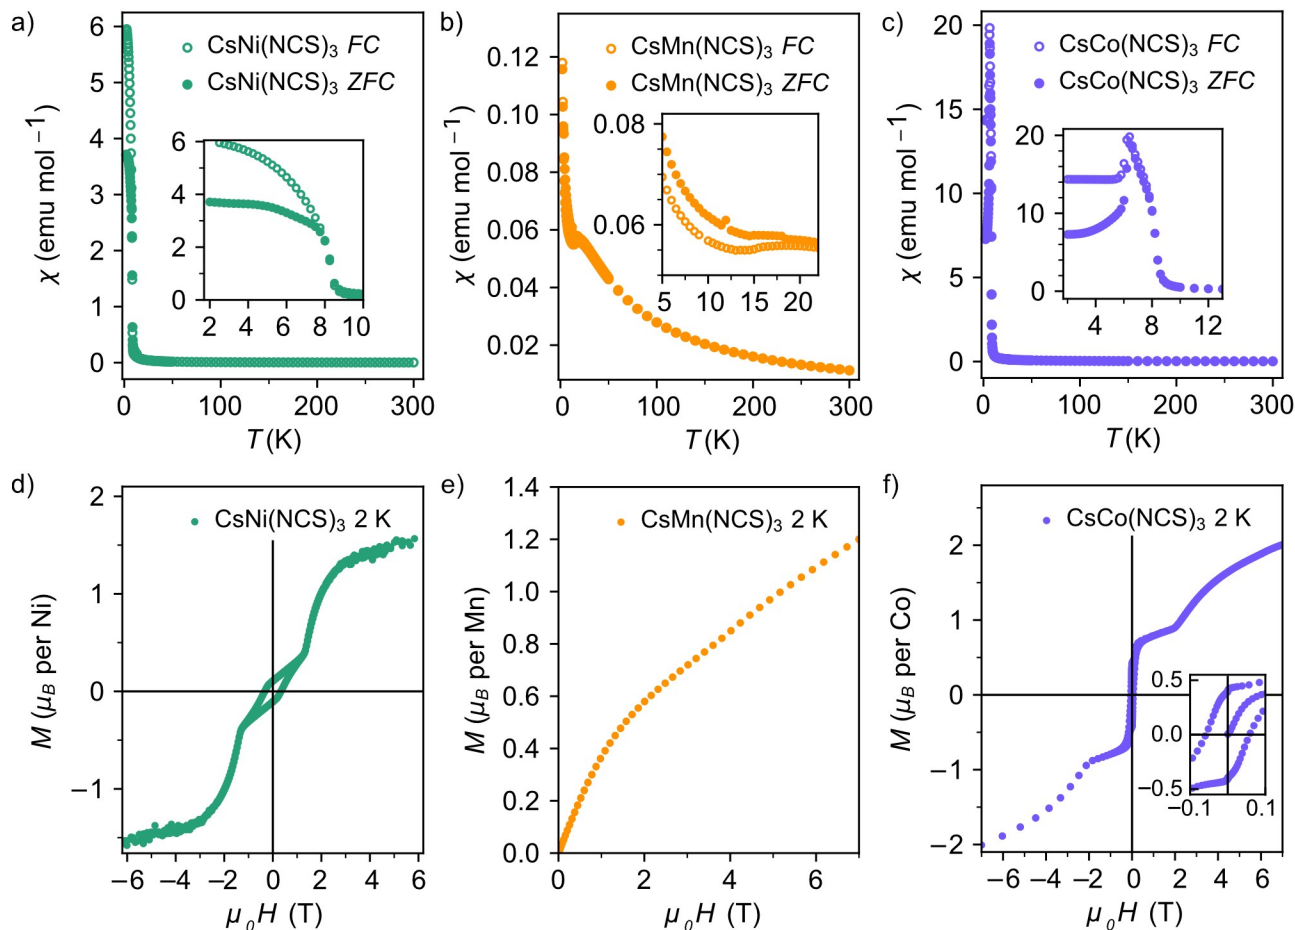 a)
6
5
4
3
2
1
0
χ (emu mol⁻¹)
CsNi(NCS)₃ FC
CsNi(NCS)₃ ZFC
6
4
2
0
2 4 6 8 10
0 100 200 300
T (K)
b)
0.12
0.10
0.08
0.06
0.04
0.02
χ (emu mol⁻¹)
CsMn(NCS)₃ FC
CsMn(NCS)₃ ZFC
0.08
0.06
5 10 15 20
0 100 200 300
T (K)
c)
20
15
10
5
0
χ (emu mol⁻¹)
CsCo(NCS)₃ FC
CsCo(NCS)₃ ZFC
20
10
0
4 8 12
0 100 200 300
T (K)
d)
2
1
0
−1
M (μB per Ni)
CsNi(NCS)₃ 2 K
−6 −4 −2 0 2 4 6
μ₀H (T)
e)
1.4
1.2
1.0
0.8
0.6
0.4
0.2
0.0
M (μB per Mn)
CsMn(NCS)₃ 2 K
0 2 4 6
μ₀H (T)
f)
2
1
0
−1
−2
M (μB per Co)
CsCo(NCS)₃ 2 K
0.5
0.0
−0.5
−0.1 0.1
−6 −4 −2 0 2 4 6
μ₀H (T)